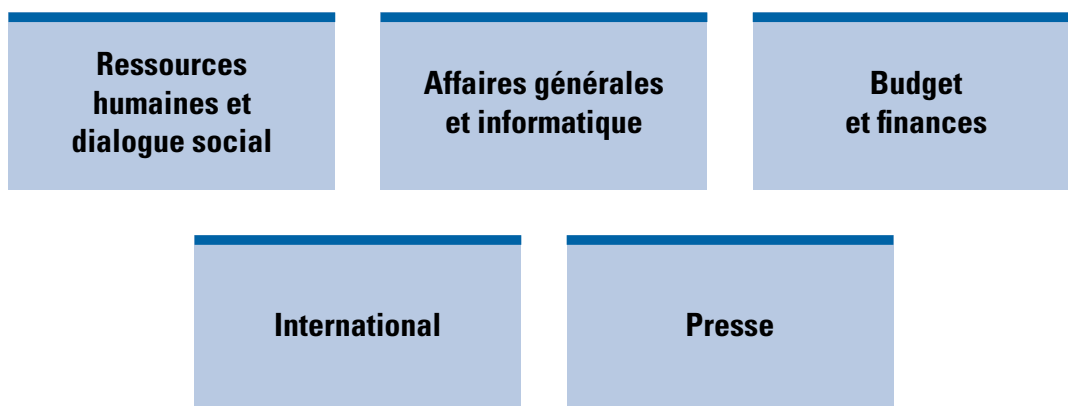 Ressources
humaines et
dialogue social
Affaires générales
et informatique
Budget
et finances
International
Presse